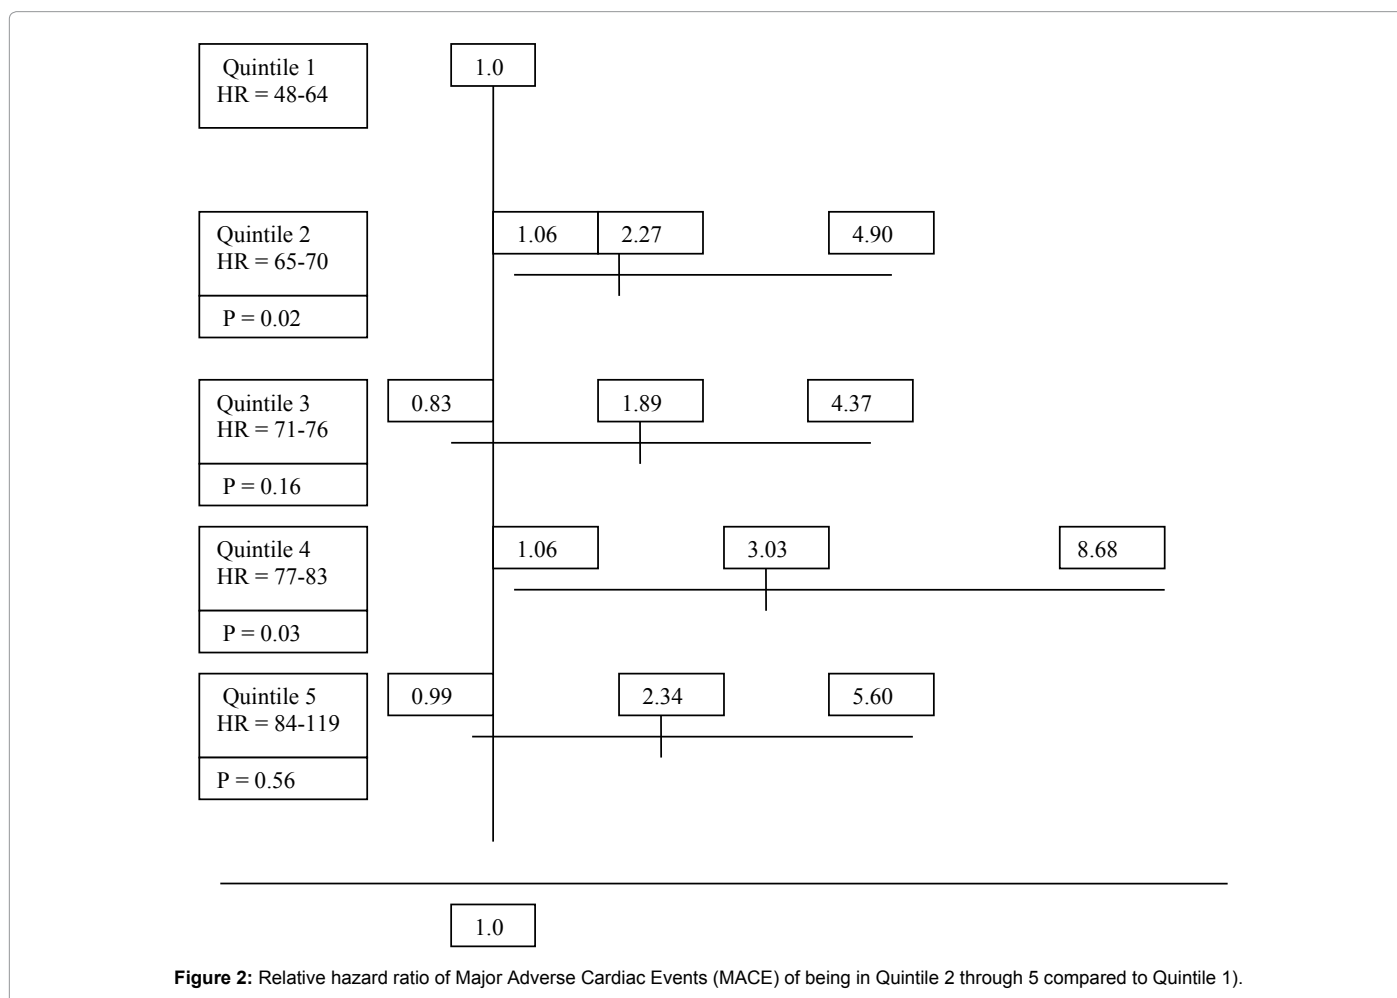 Quintile 1
HR = 48-64
1.0
Quintile 2
HR = 65-70
P = 0.02
1.06
2.27
4.90
Quintile 3
HR = 71-76
P = 0.16
0.83
1.89
4.37
Quintile 4
HR = 77-83
P = 0.03
1.06
3.03
8.68
Quintile 5
HR = 84-119
P = 0.56
0.99
2.34
5.60
1.0
Figure 2: Relative hazard ratio of Major Adverse Cardiac Events (MACE) of being in Quintile 2 through 5 compared to Quintile 1).